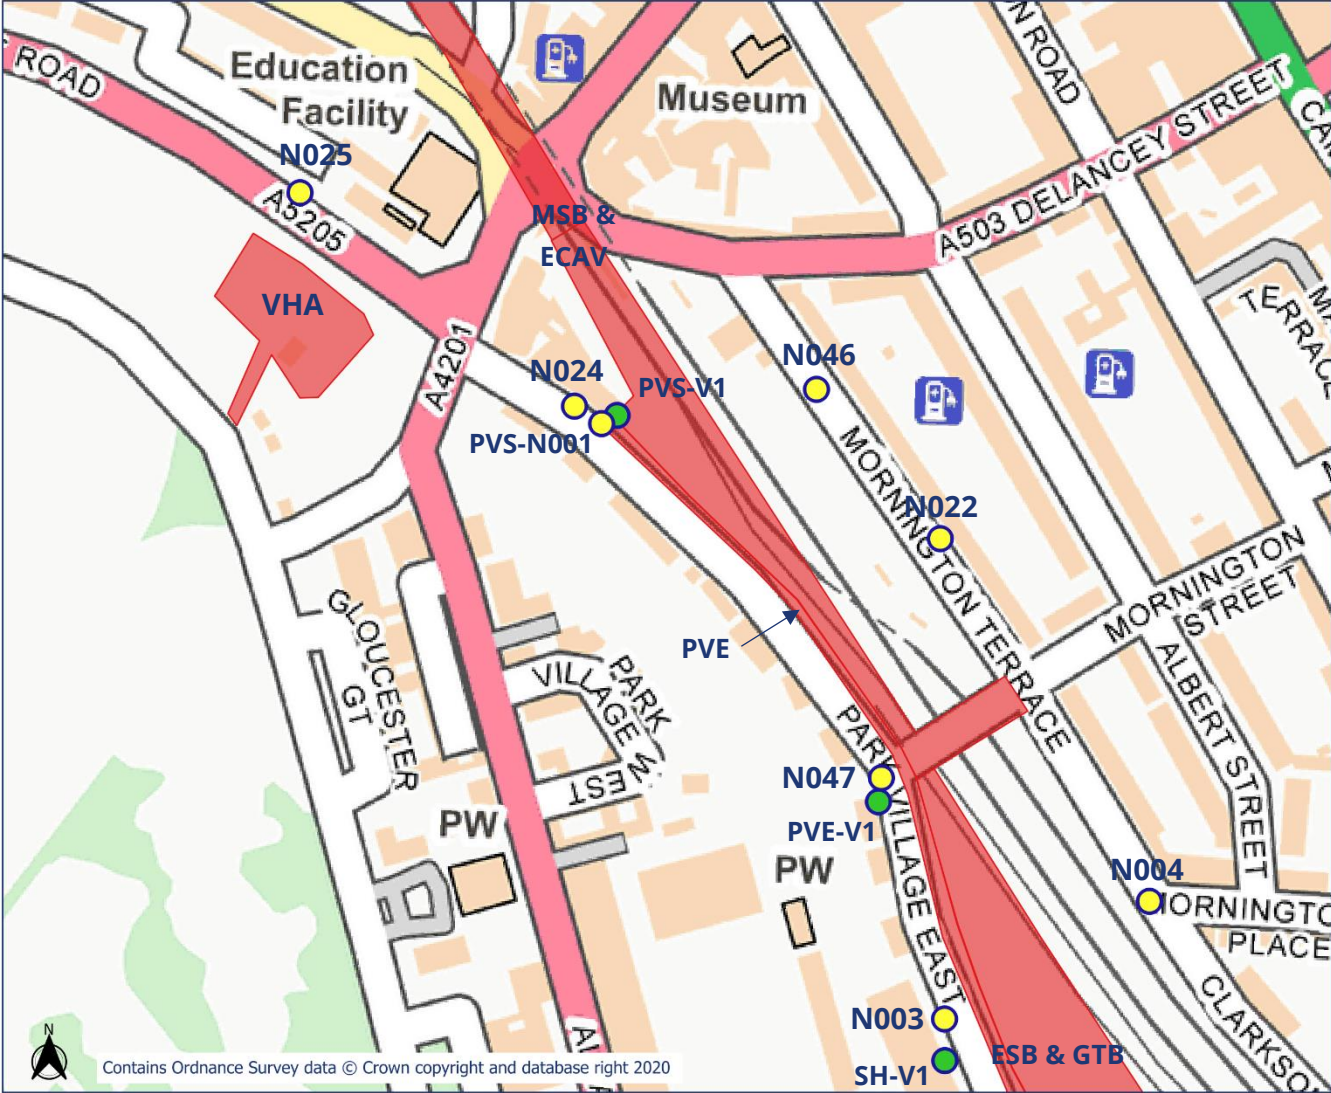 ROAD
Education
Facility
Museum
N ROAD
A503 DELANCEY STREET
N025
A5205
MSB &
ECAV
VHA
TERRACE
A4201
N024
PVS-V1
PVS-N001
N046
MORNINGTON TERRACE
N022
MORNINGTON
STREET
PVE
GLOUCESTER
GT
PARK
VILLAGE W
EST
ALBERT STREET
PARK VILLAGE EAST
N047
PVE-V1
PW
PW
N004
MORNINGTO
PLACE
CLARKSO
N003
SH-V1
ESB & GTB
N
Contains Ordnance Survey data © Crown copyright and database right 2020